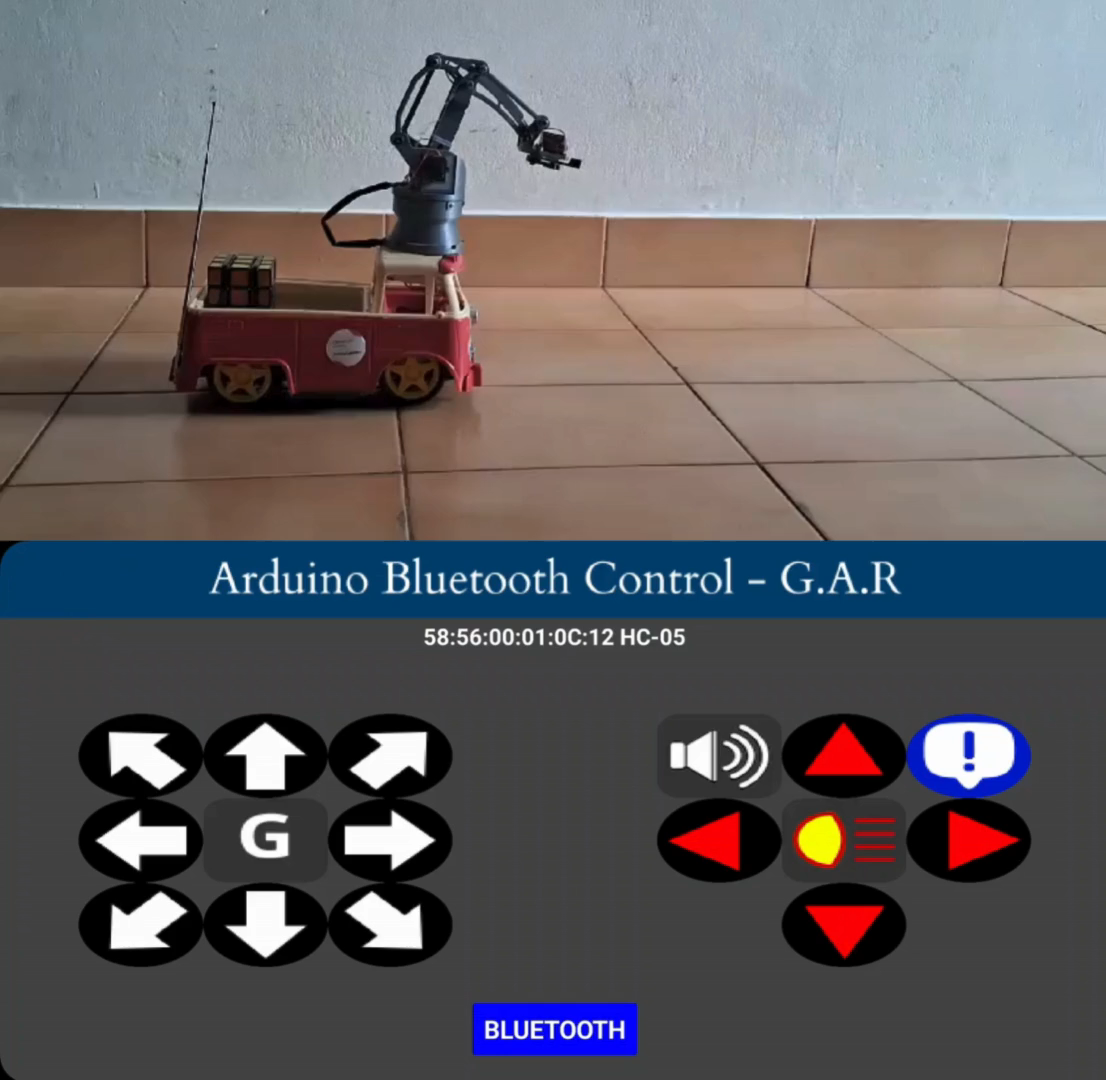 Arduino Bluetooth Control - G.A.R
58:56:00:01:0C:12 HC-05
G
!
BLUETOOTH